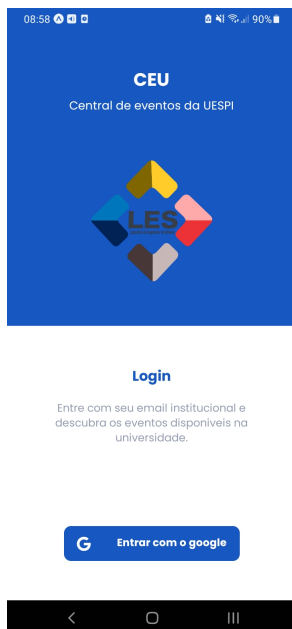 08:58
90%
CEU
Central de eventos da UESPI
LES
Login
Entre com seu email institucional e
descubra os eventos disponiveis na
universidade.
Entrar com o google